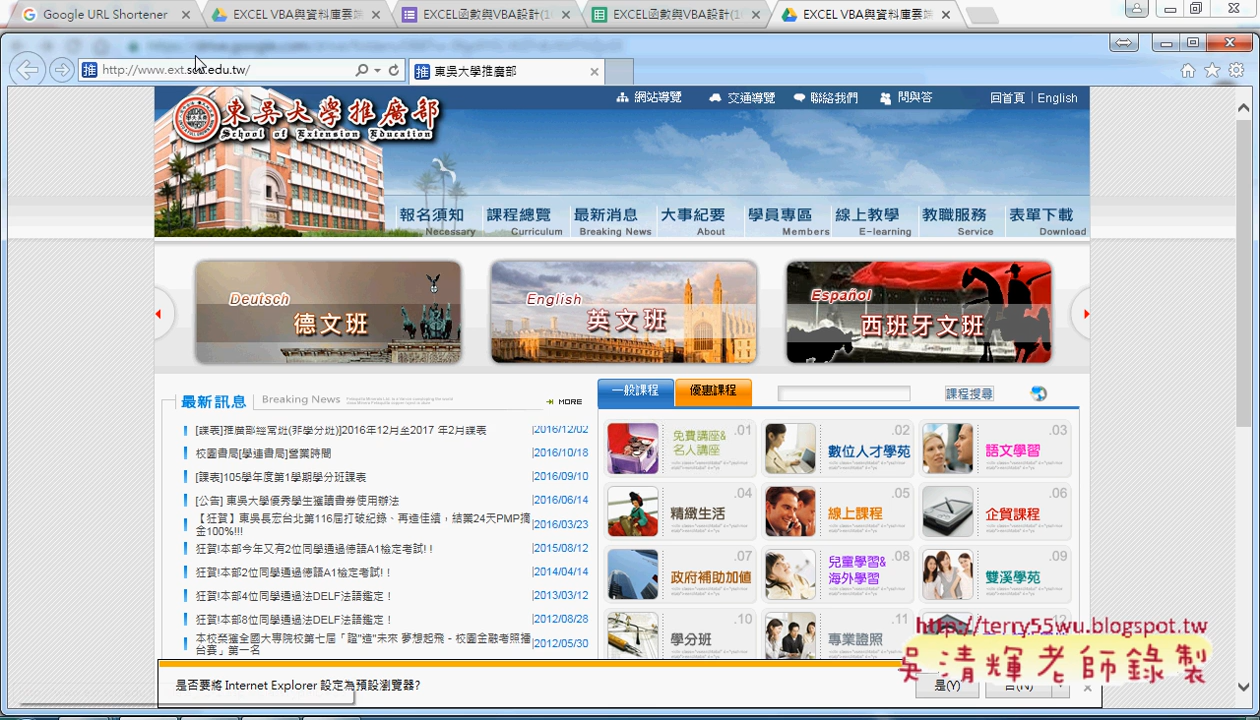 Google URL Shortener
EXCEL VBA與資料庫雲端
EXCEL函數與VBA設計(1
EXCEL函數與VBA設計(1
EXCEL VBA與資料庫雲端
http://www.ext.scu.edu.tw/
東吳大學推廣部
東吳大學推廣部
School of Extension Education
網站導覽
交通導覽
聯絡我們
問與答
回首頁 | English
報名須知
課程總覽
最新消息
大事紀要
學員專區
線上教學
教職服務
表單下載
Necessary
Curriculum
Breaking News
About
Members
E-learning
Service
Download
Deutsch
德文班
English
英文班
Español
西班牙文班
最新訊息
Breaking News
MORE
一般課程
優惠課程
課程搜尋
[課表]推廣部經常班(非學分班)]2016年12月至2017 年2月課表
|2016/12/02
校園書局[學連書局]營業時間
|2016/10/18
[課表]105學年度第1學期學分班課表
|2016/09/10
[公告] 東吳大學優秀學生獲讀書券使用辦法
|2016/06/14
【狂賀】東吳長宏台北第116屆打破紀錄、再造佳績，結業24天PMP摘
金100%!!!
|2016/03/23
狂賀!本部今年又有2位同學通過德語A1檢定考試!!
|2015/08/12
狂賀!本部2位同學通過德語A1檢定考試!!
|2014/04/14
狂賀!本部4位同學通過法DELF法語鑑定！
|2013/03/12
狂賀!本部8位同學通過法DELF法語鑑定！
|2012/08/28
本校榮獲全國大專院校第七屆「證"造"未來 夢想起飛 - 校園金融考照擂
台賽」第一名
|2012/05/30
免費講座&
名人講座
.01
數位人才學苑
.02
語文學習
.03
精緻生活
.04
線上課程
.05
企貿課程
.06
政府補助加值
.07
兒童學習&
海外學習
.08
雙溪學苑
.09
學分班
.10
專業證照
.11
.12
http://terry55wu.blogspot.tw
吳清輝老師錄製
是否要將 Internet Explorer 設定為預設瀏覽器?
是(Y)
否(N)